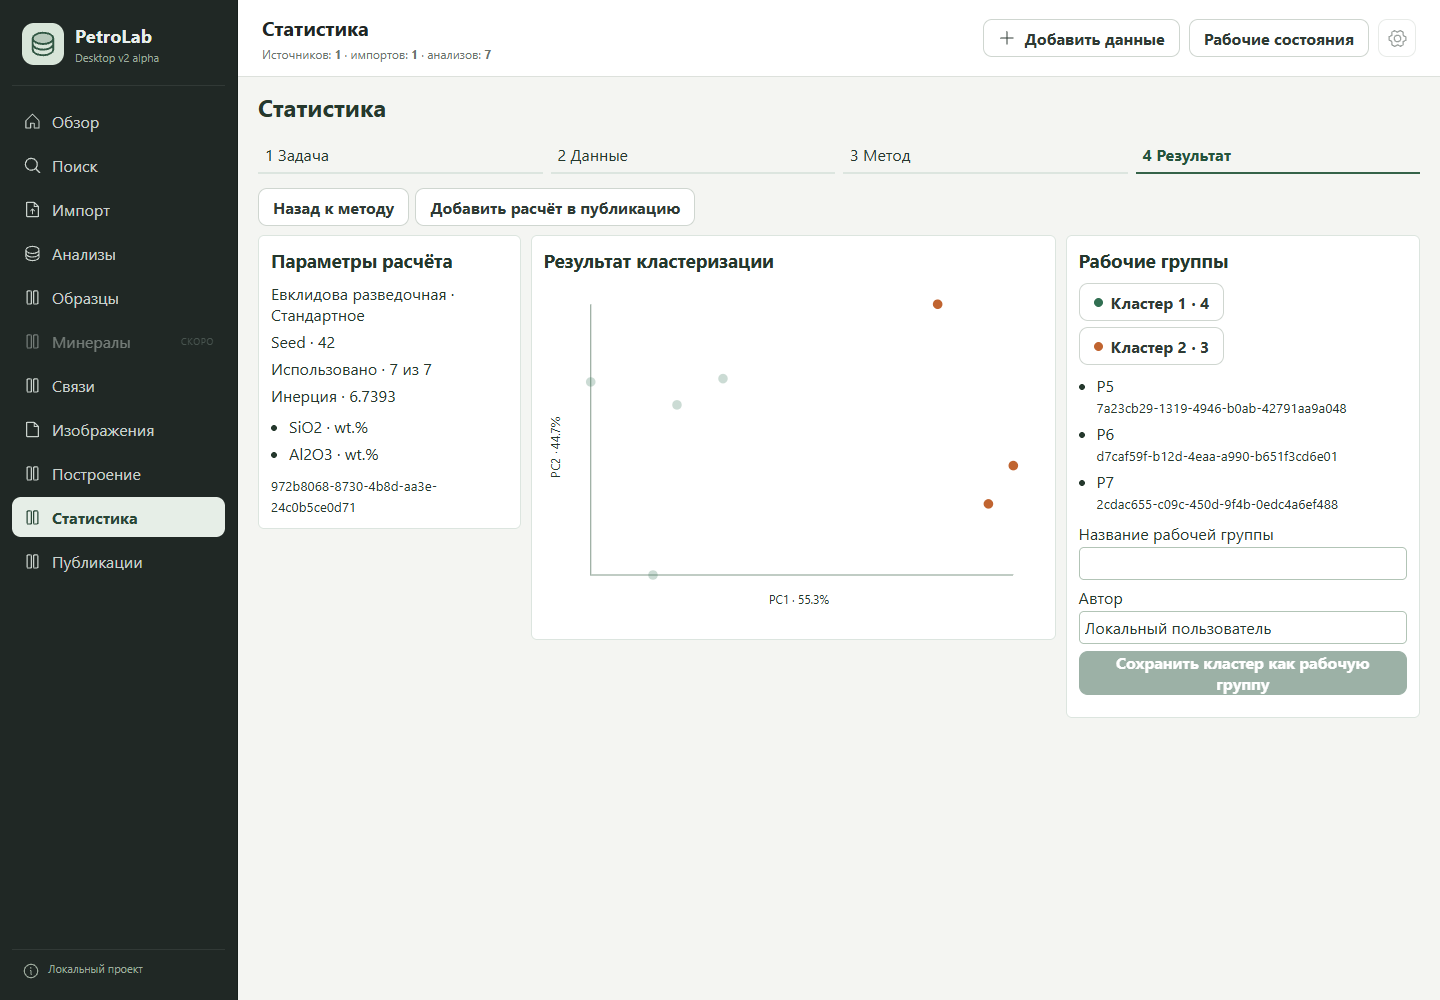 PetroLab
Desktop v2 alpha
Обзор
Поиск
Импорт
Анализы
Образцы
Минералы СКОРО
Связи
Изображения
Построение
Статистика
Публикации
Локальный проект
Статистика
Источников: 1 · импортов: 1 · анализов: 7
Добавить данные
Рабочие состояния
Статистика
1 Задача
2 Данные
3 Метод
4 Результат
Назад к методу
Добавить расчёт в публикацию
Параметры расчёта
Евклидова разведочная ·
Стандартное
Seed · 42
Использовано · 7 из 7
Инерция · 6.7393
SiO2 · wt.%
Al2O3 · wt.%
972b8068-8730-4b8d-aa3e-
24c0b5ce0d71
Результат кластеризации
PC2 · 44.7%
PC1 · 55.3%
Рабочие группы
Кластер 1 · 4
Кластер 2 · 3
P5
7a23cb29-1319-4946-b0ab-42791aa9a048
P6
d7caf59f-b12d-4eaa-a990-b651f3cd6e01
P7
2cdac655-c09c-450d-9f4b-0edc4a6ef488
Название рабочей группы
Автор
Локальный пользователь
Сохранить кластер как рабочую
группу